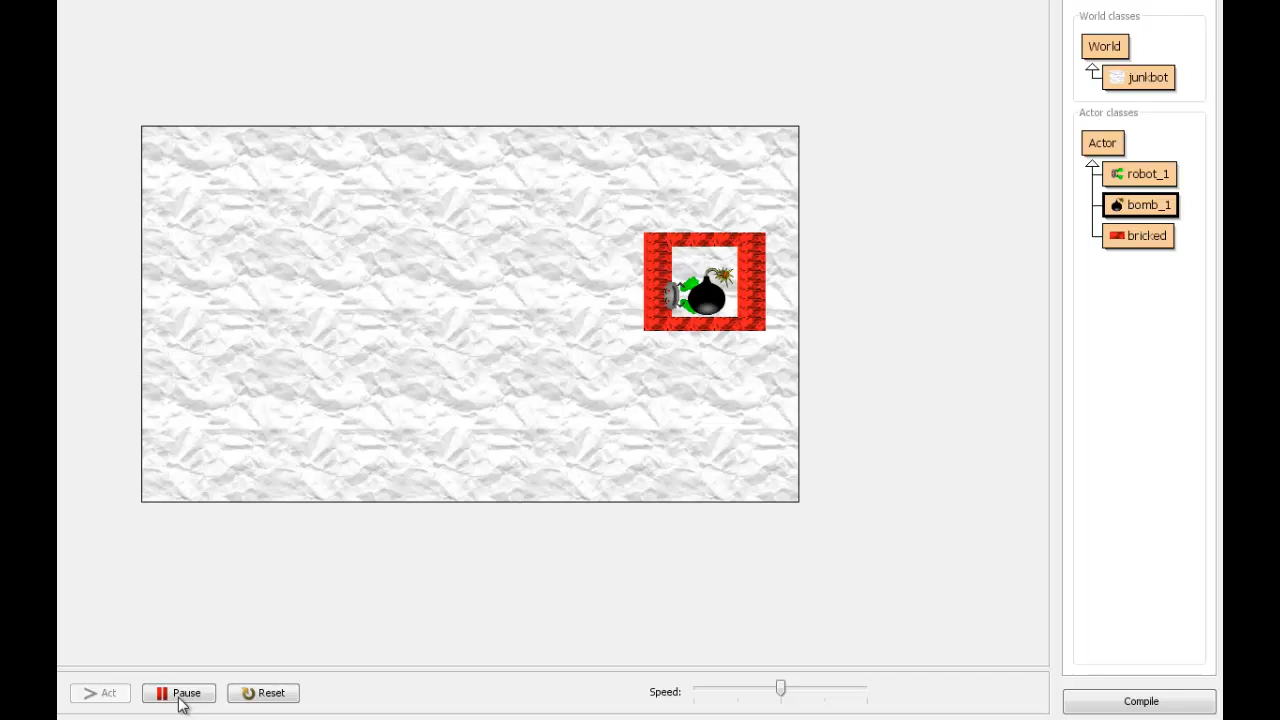 World classes
World
junkbot
Actor classes
Actor
robot_1
bomb_1
bricked
Act
Pause
Reset
Speed:
Compile